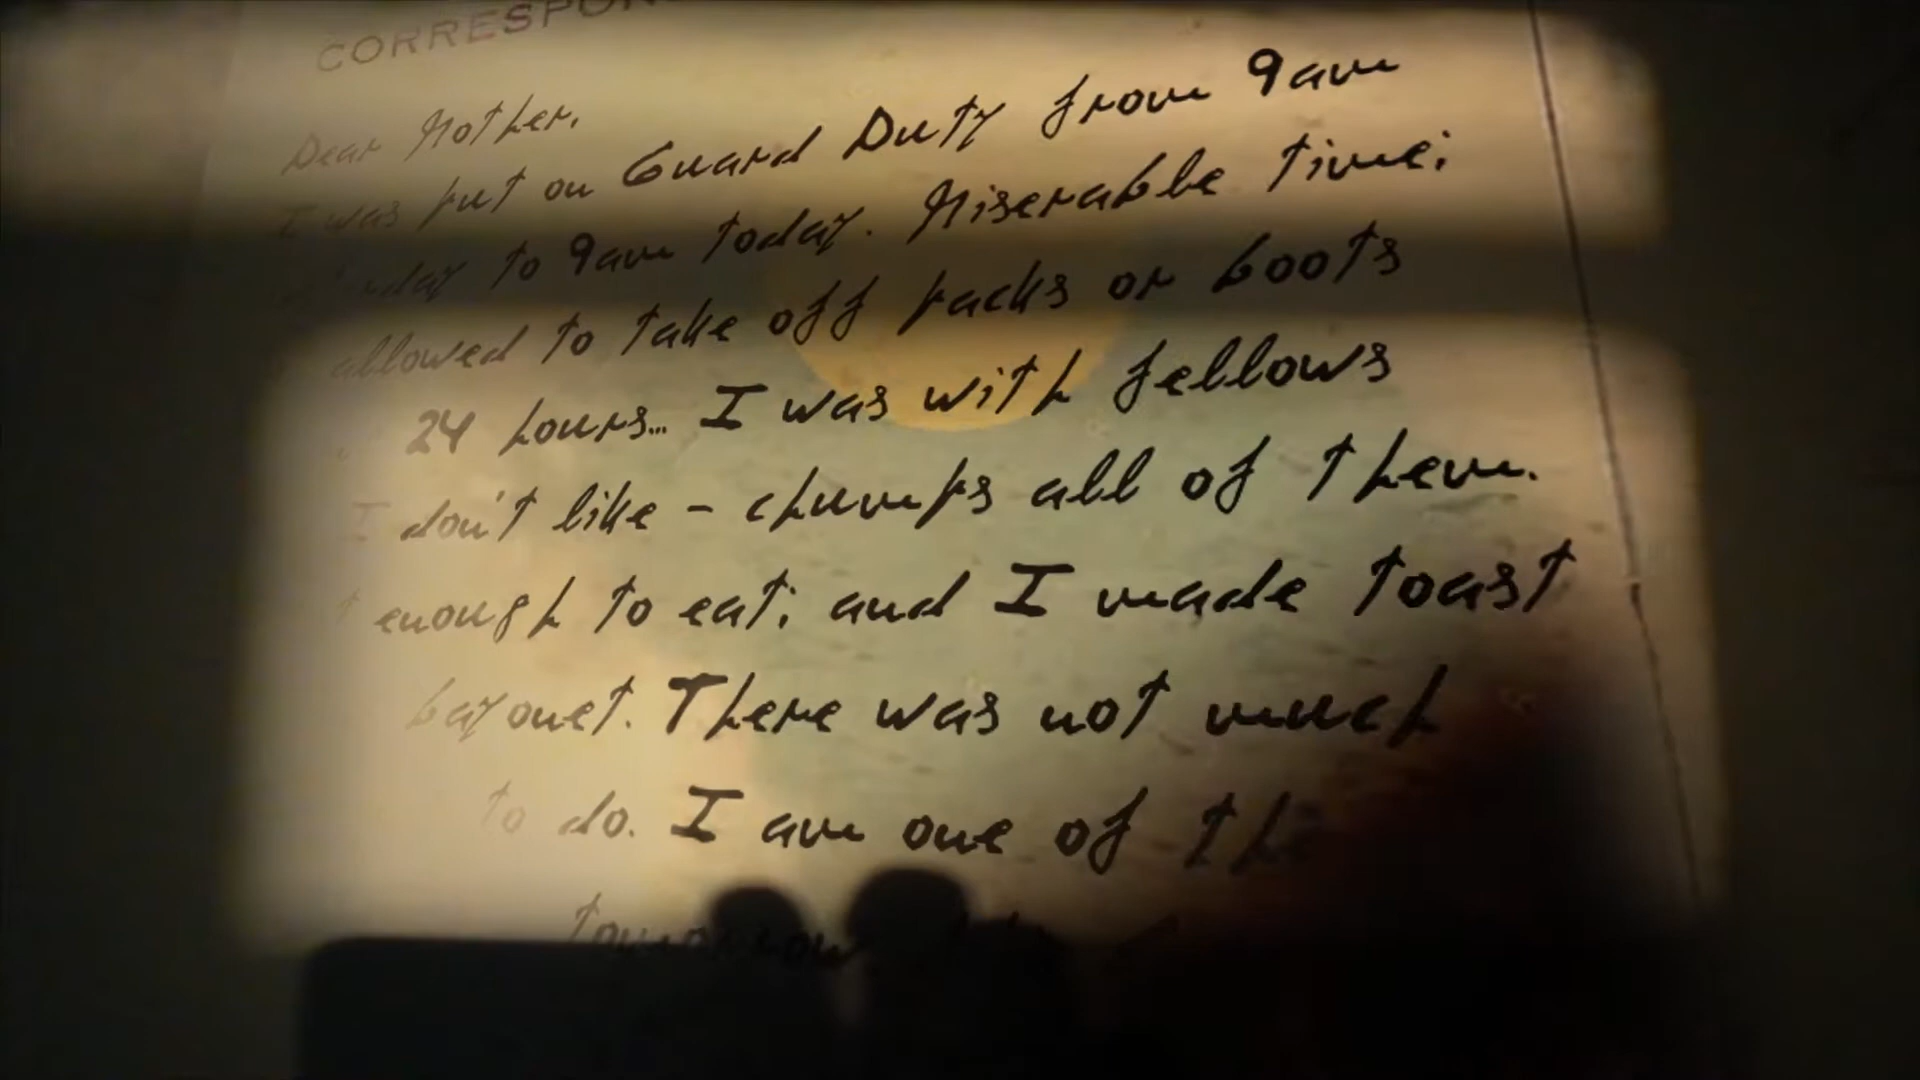 CORRESPON
Dear Mother,
I was put on Guard Duty from 9am
to 9am today. Miserable time;
allowed to take off packs or boots
24 hours... I was with fellows
I don't like - chumps all of them.
enough to eat; and I made toast
bayonet. There was not much
to do. I am one of
tomorrow